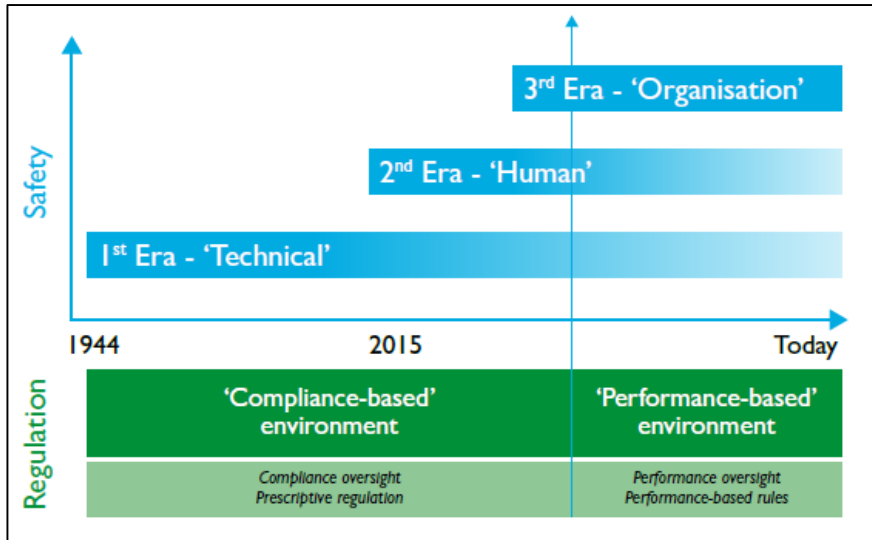 Safety
3rd Era - ‘Organisation’
2nd Era - ‘Human’
1st Era - ‘Technical’
1944 2015 Today
Regulation
‘Compliance-based’
environment
‘Performance-based’
environment
Compliance oversight
Prescriptive regulation
Performance oversight
Performance-based rules